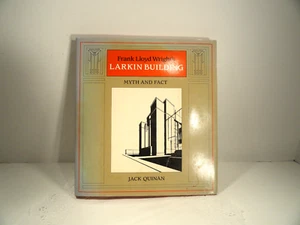 Frank Lloyd Wright's
LARKIN BUILDING
MYTH AND FACT
JACK QUINAN